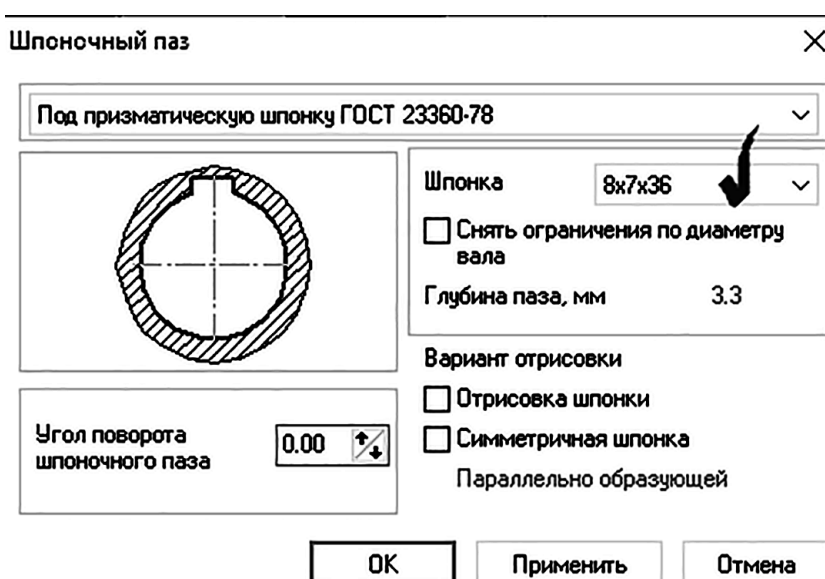 Шпоночный паз
Под призматическую шпонку ГОСТ 23360-78
Шпонка 8х7х36
Снять ограничения по диаметру
вала
Глубина паза, мм 3.3
Вариант отрисовки
Отрисовка шпонки
Симметричная шпонка
Параллельно образующей
Угол поворота
шпоночного паза
0.00
OK Применить Отмена